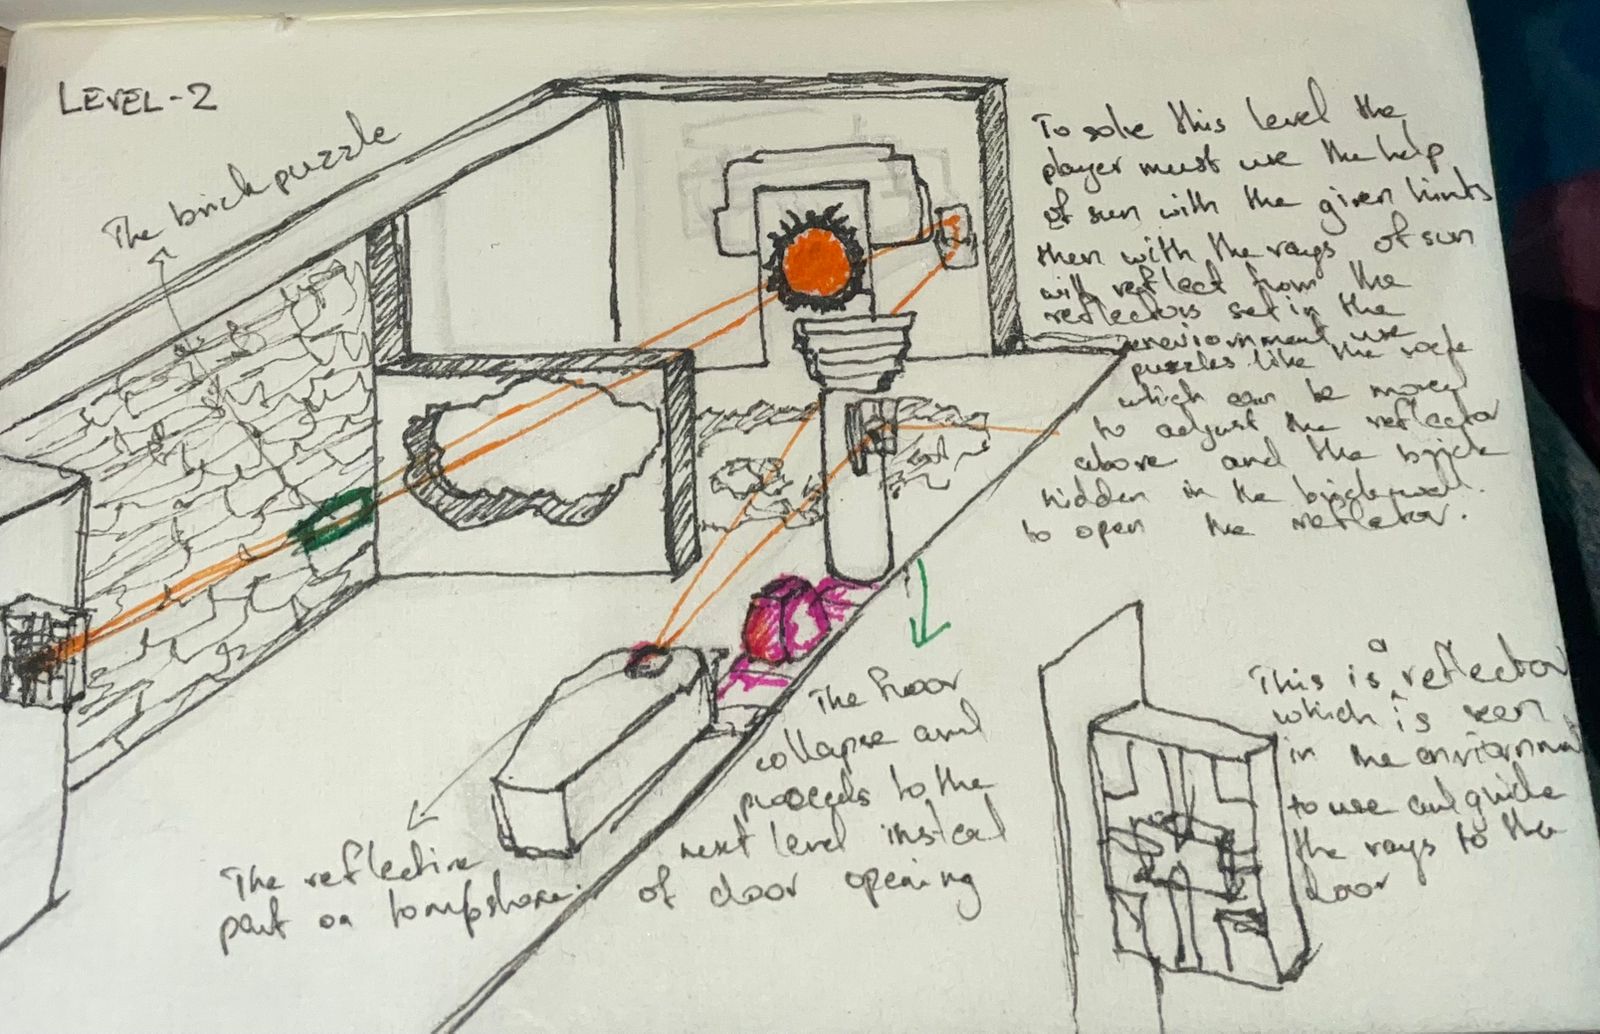 LEVEL-2
The brick puzzle
To solve this level the
player must use the help
of sun with the given hints
then with the rays of sun
will reflect from the
reflectors set in the
enviornment use
puzzles like the
which can be moved
to adjust the reflector
above and the brick
hidden in the brickwall.
to open the reflector.
This is a reflector
which is seen
in the enviornment
to use and guide
the rays to the
door
The floor
collapse and
proceeds to the
next level instead
of door opening
The reflective
part on tombstone.